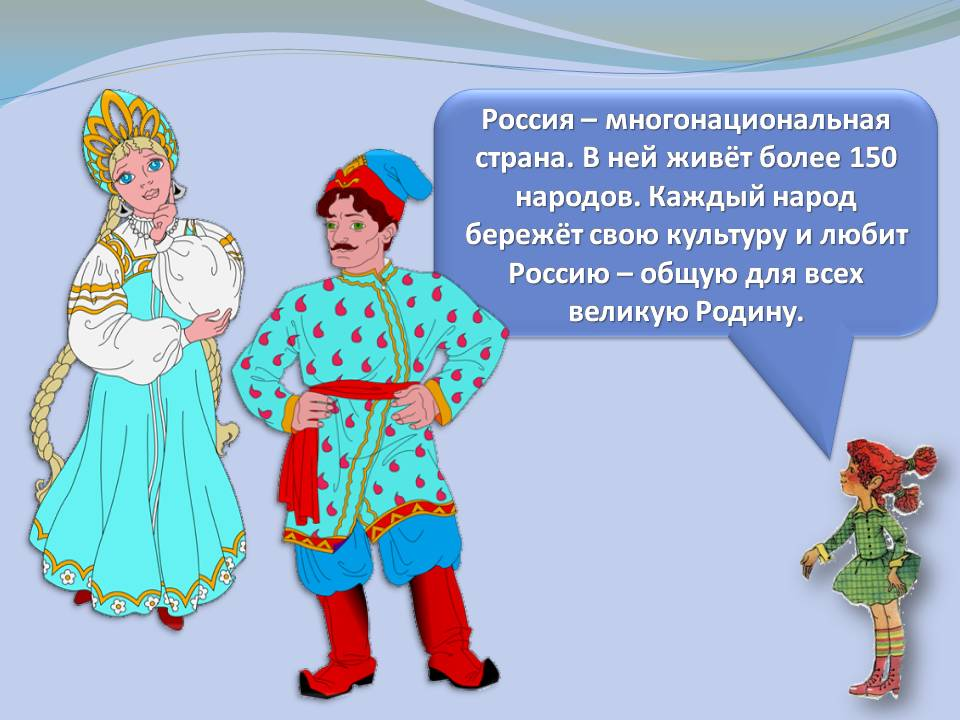 Россия – многонациональная
страна. В ней живёт более 150
народов. Каждый народ
бережёт свою культуру и любит
Россию – общую для всех
великую Родину.